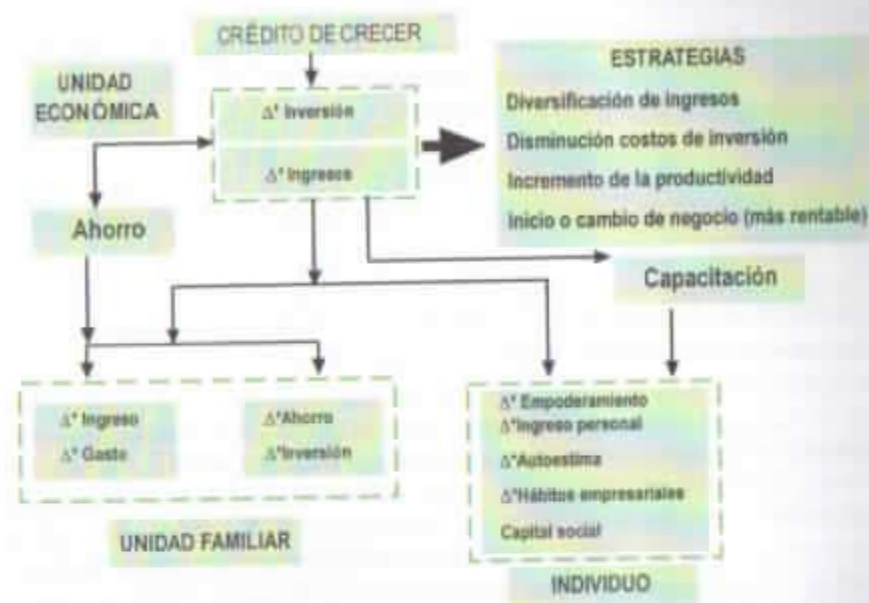 CRÉDITO DE CRECER
UNIDAD
ECONÓMICA
Δ⁺ Inversión
Δ⁺ Ingresos
ESTRATEGIAS
Diversificación de ingresos
Disminución costos de inversión
Incremento de la productividad
Inicio o cambio de negocio (más rentable)
Ahorro
Capacitación
Δ⁺ Ingreso
Δ⁺ Gasto
Δ⁺Ahorro
Δ⁺Inversión
UNIDAD FAMILIAR
Δ⁺ Empoderamiento
Δ⁺Ingreso personal
Δ⁺Autoestima
Δ⁺Hábitos empresariales
Capital social
INDIVIDUO